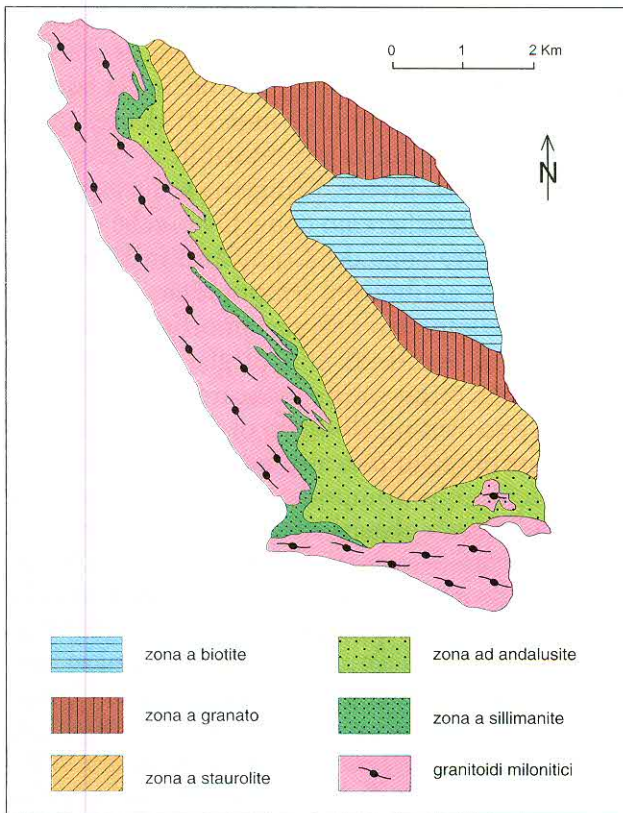 0 1 2 Km
N
zona a biotite
zona ad andalusite
zona a granato
zona a sillimanite
zona a staurolite
granitoidi milonitici